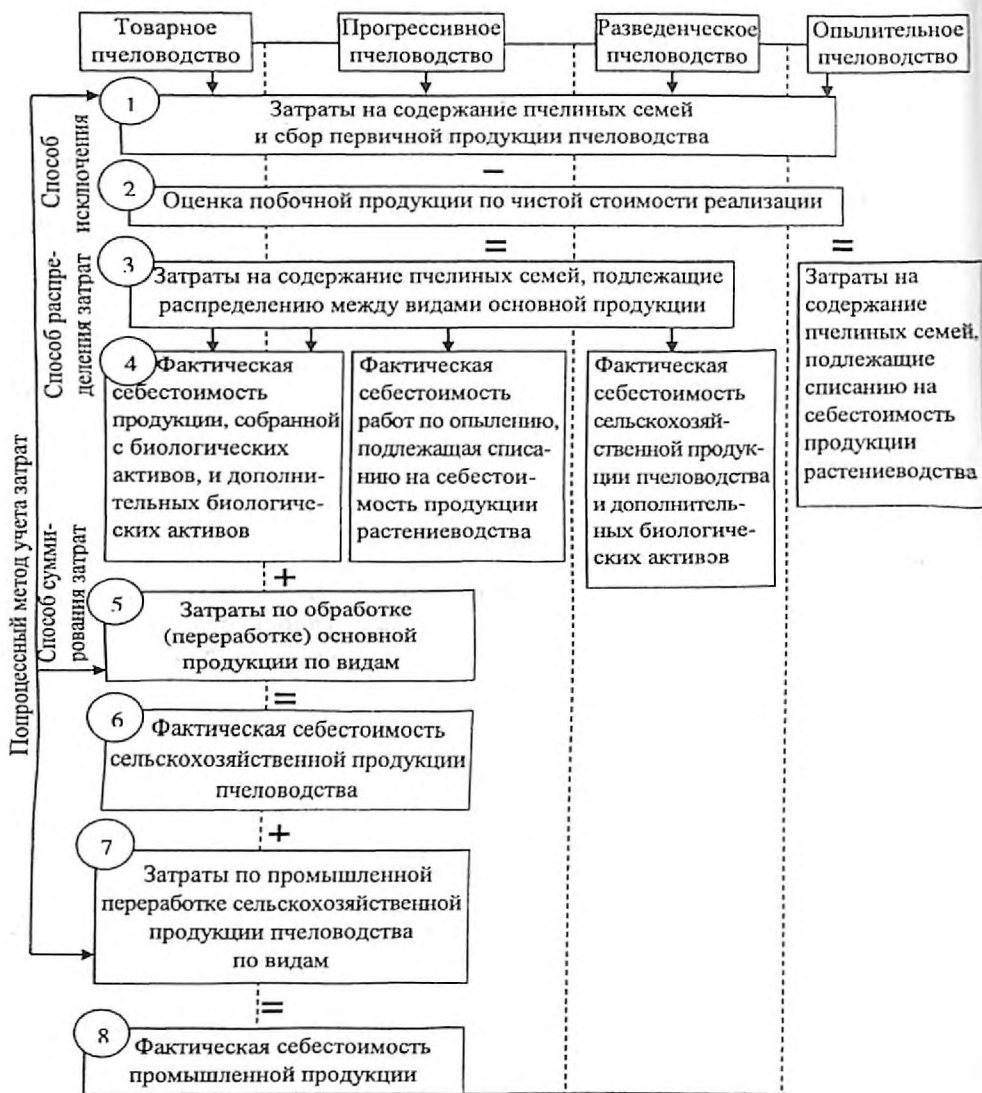 Товарное
пчеловодство
Прогрессивное
пчеловодство
Разведенческое
пчеловодство
Опылительное
пчеловодство
1
Затраты на содержание пчелиных семей
и сбор первичной продукции пчеловодства
−
2
Оценка побочной продукции по чистой стоимости реализации
=
=
3
Затраты на содержание пчелиных семей, подлежащие
распределению между видами основной продукции
Затраты на
содержание
пчелиных семей,
подлежащие
списанию на
себестоимость
продукции
растениеводства
4
Фактическая
себестоимость
продукции, собранной
с биологических
активов, и дополни-
тельных биологиче-
ских активов
Фактическая
себестоимость
работ по опылению,
подлежащая списа-
нию на себестои-
мость продукции
растениеводства
Фактическая
себестоимость
сельскохозяй-
ственной продук-
ции пчеловодства
и дополнитель-
ных биологиче-
ских активов
+
5
Затраты по обработке
(переработке) основной
продукции по видам
=
6
Фактическая себестоимость
сельскохозяйственной продукции
пчеловодства
+
7
Затраты по промышленной
переработке сельскохозяйственной
продукции пчеловодства
по видам
=
8
Фактическая себестоимость
промышленной продукции
Попроцессный метод учета затрат
Способ
исключения
Способ распре-
деления затрат
Способ сумми-
рования затрат